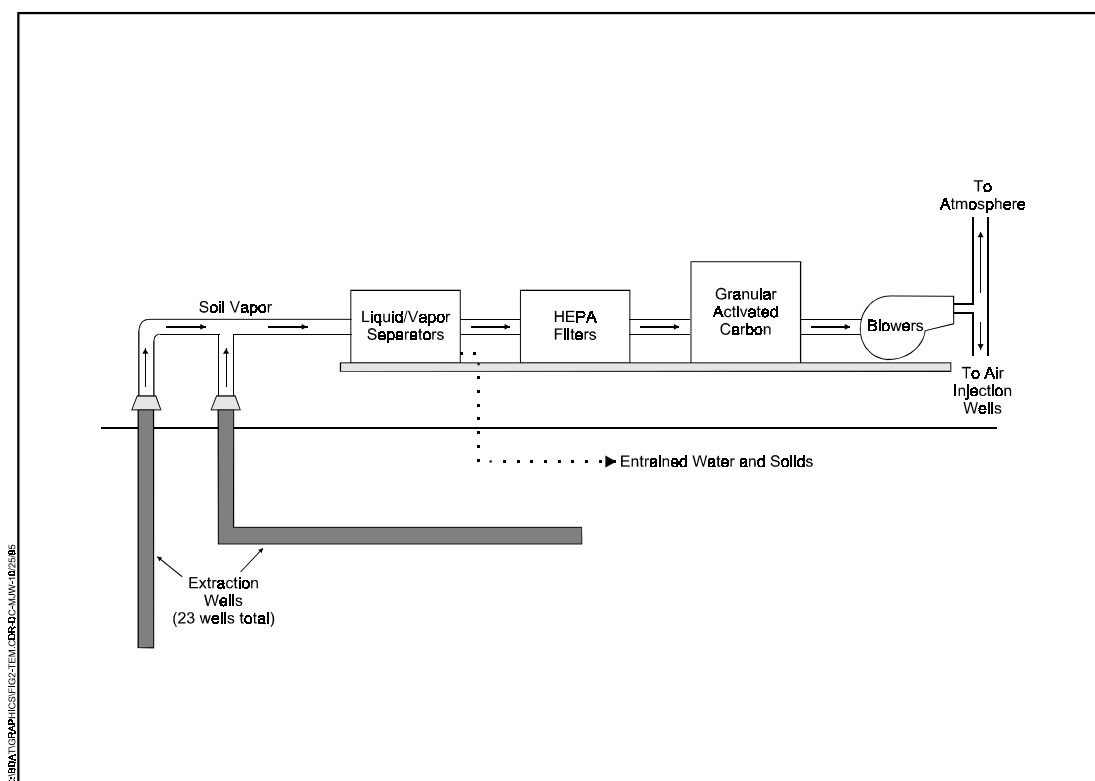 To
Atmosphere
Soil Vapor
Liquid/Vapor
Separators
HEPA
Filters
Granular
Activated
Carbon
Blowers
To Air
Injection
Wells
Entrained Water and Solids
Extraction
Wells
(23 wells total)